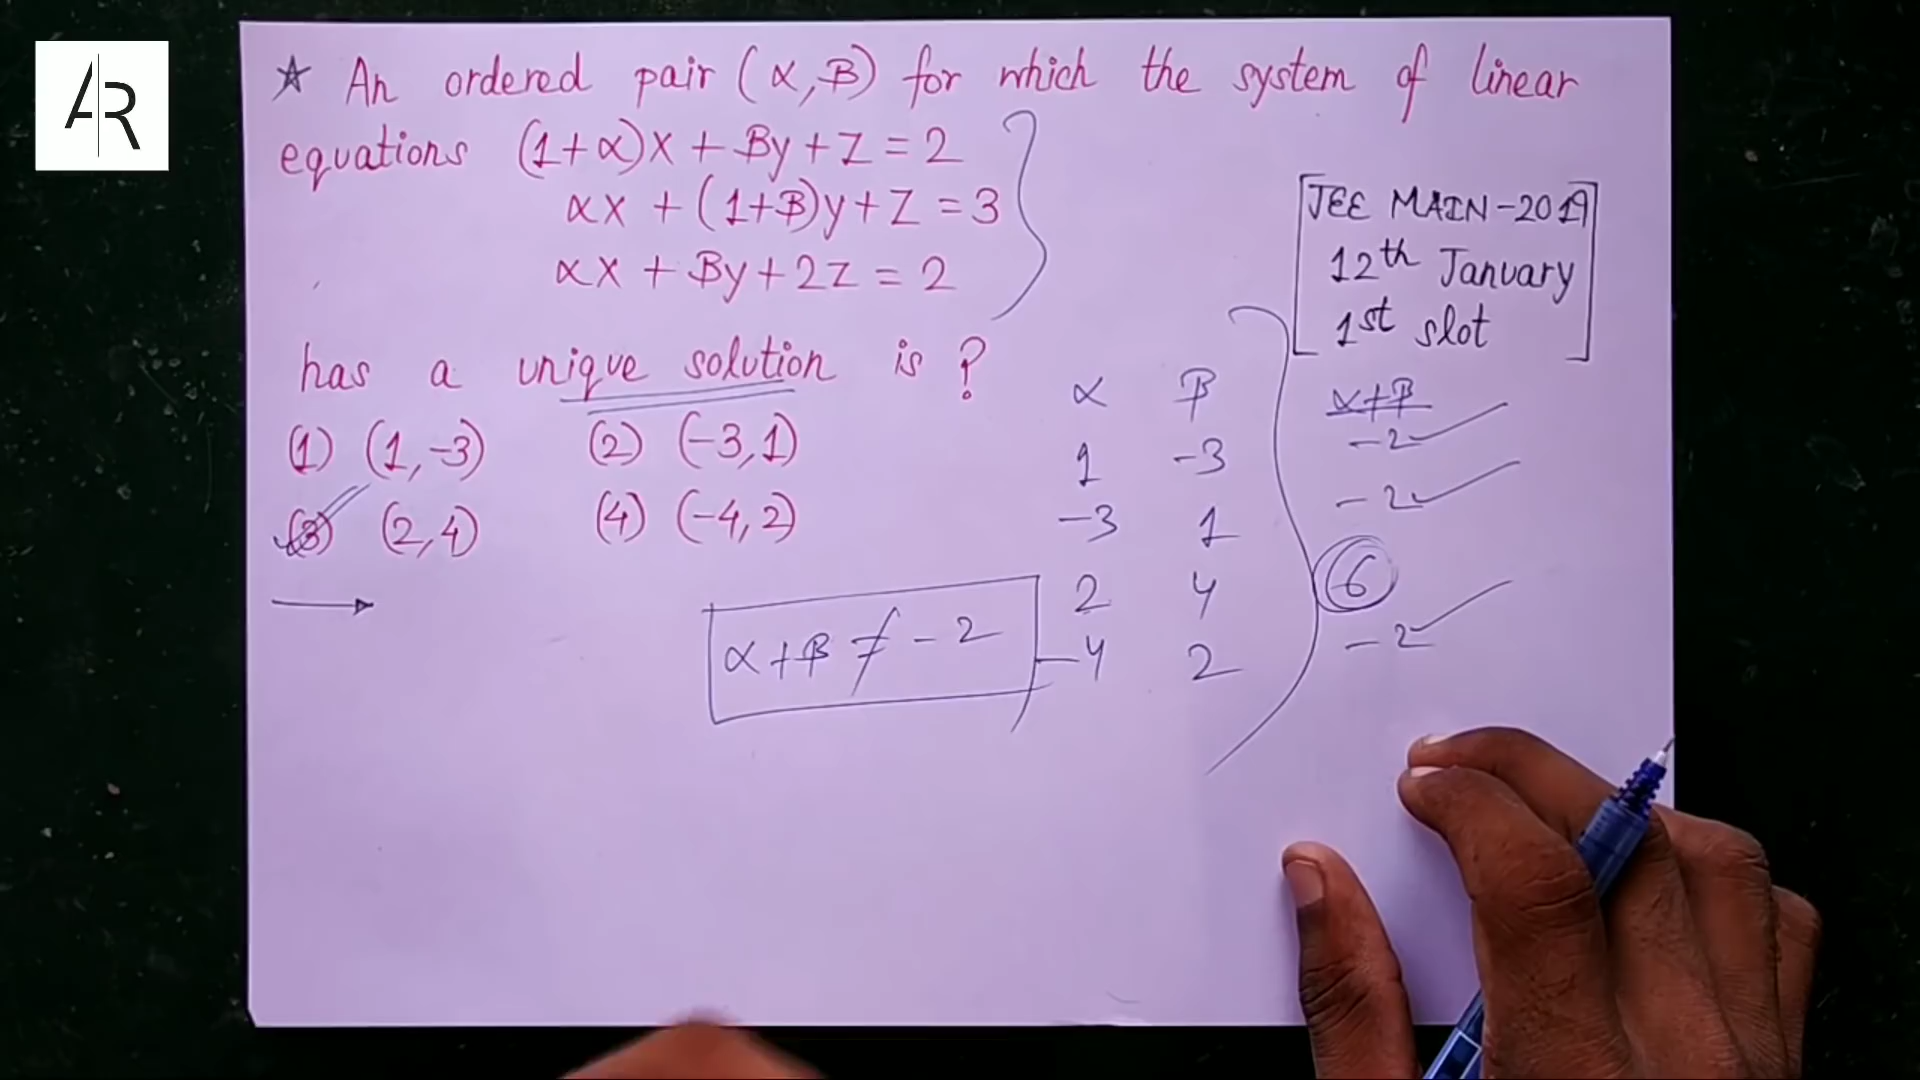 AR
☆ An ordered pair (α,β) for which the system of linear
equations (1+α)x + βy + z = 2
αx + (1+β)y + z = 3
αx + βy + 2z = 2
has a unique solution is ?
(1) (1,-3) (2) (-3,1)
(3) (2,4) (4) (-4,2)
→
α+β ≠ -2
[JEE MAIN-2019
12th January
1st slot]
α β α+β
1 -3 -2
-3 1 -2
2 4 6
-4 2 -2